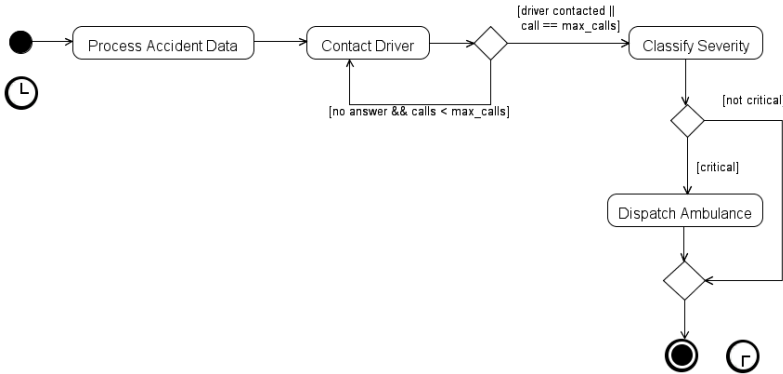 [driver contacted ||
call == max_calls]
Process Accident Data
Contact Driver
Classify Severity
[no answer && calls < max_calls]
[not critical]
[critical]
Dispatch Ambulance